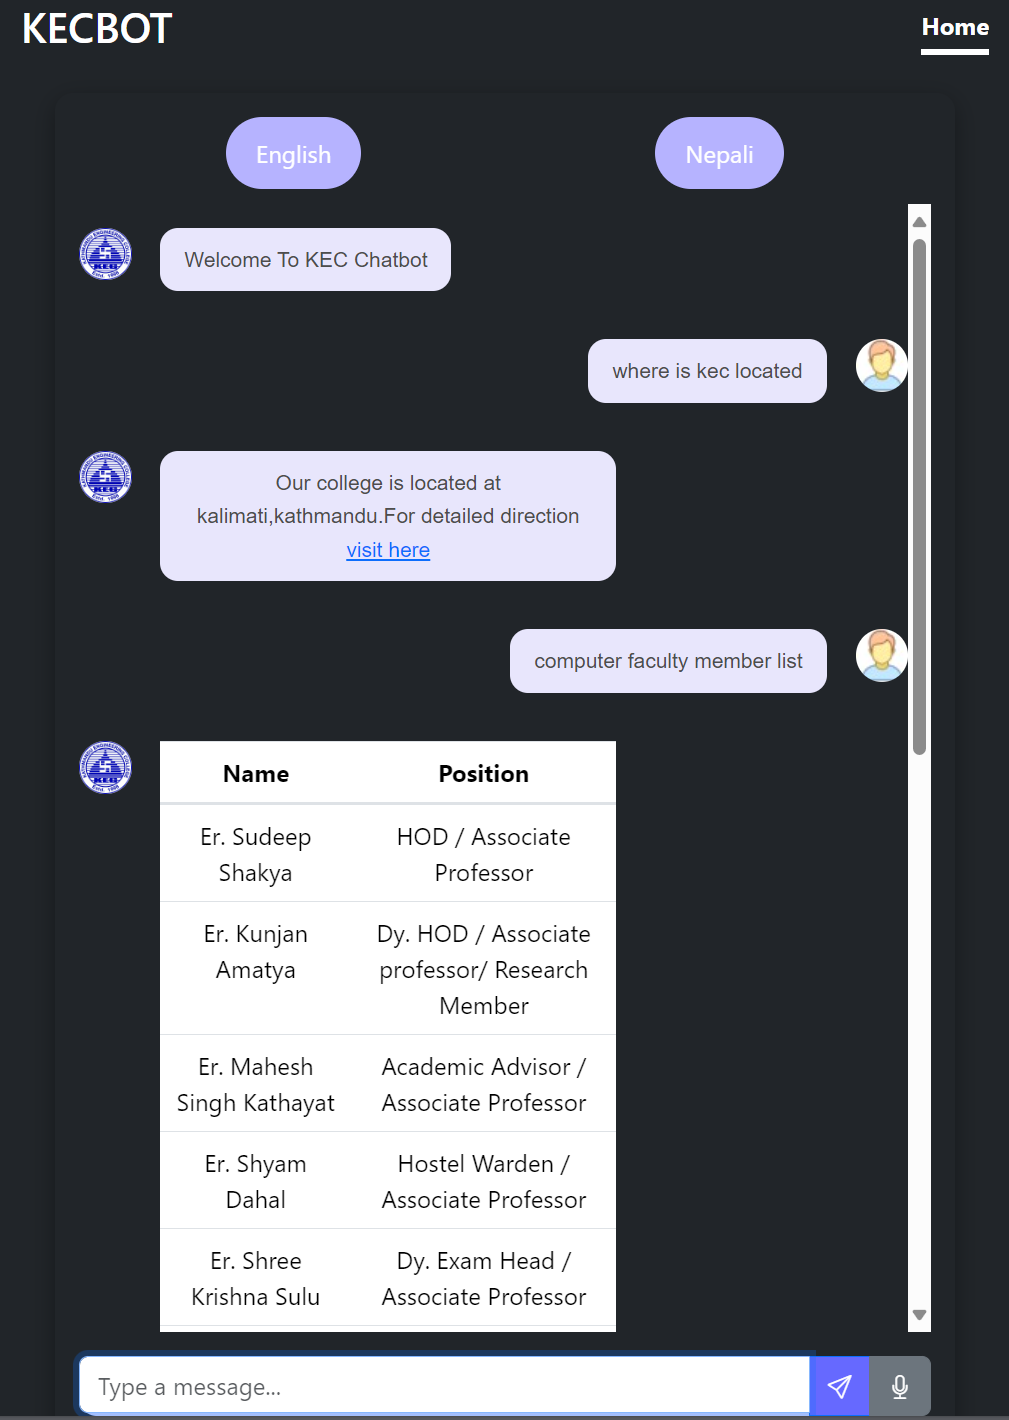 KECBOT
Home
English
Nepali
Welcome To KEC Chatbot
where is kec located
Our college is located at
kalimati,kathmandu.For detailed direction
visit here
computer faculty member list
Name Position
Er. Sudeep HOD / Associate
Shakya Professor
Er. Kunjan Dy. HOD / Associate
Amatya professor/ Research
Member
Er. Mahesh Academic Advisor /
Singh Kathayat Associate Professor
Er. Shyam Hostel Warden /
Dahal Associate Professor
Er. Shree Dy. Exam Head /
Krishna Sulu Associate Professor
Type a message...